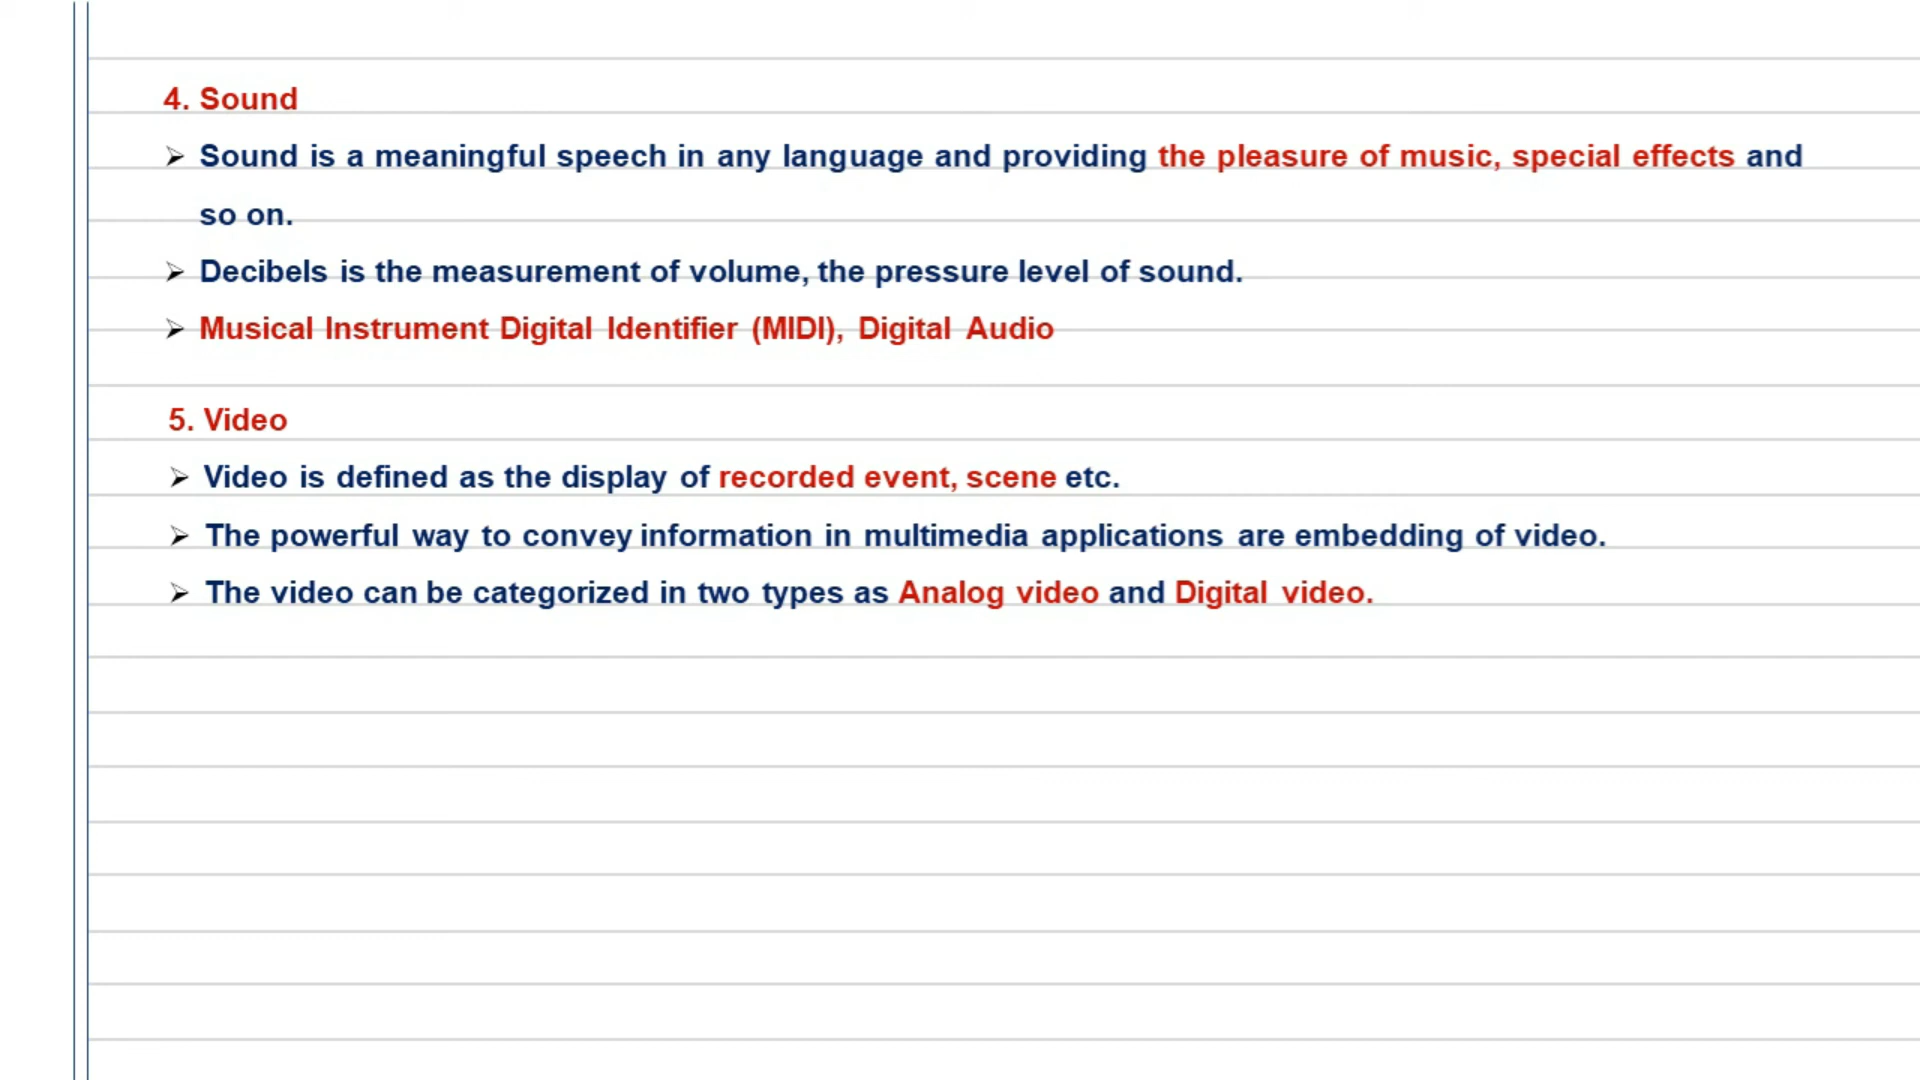 4. Sound
➢ Sound is a meaningful speech in any language and providing the pleasure of music, special effects and
so on.
➢ Decibels is the measurement of volume, the pressure level of sound.
➢ Musical Instrument Digital Identifier (MIDI), Digital Audio
5. Video
➢ Video is defined as the display of recorded event, scene etc.
➢ The powerful way to convey information in multimedia applications are embedding of video.
➢ The video can be categorized in two types as Analog video and Digital video.